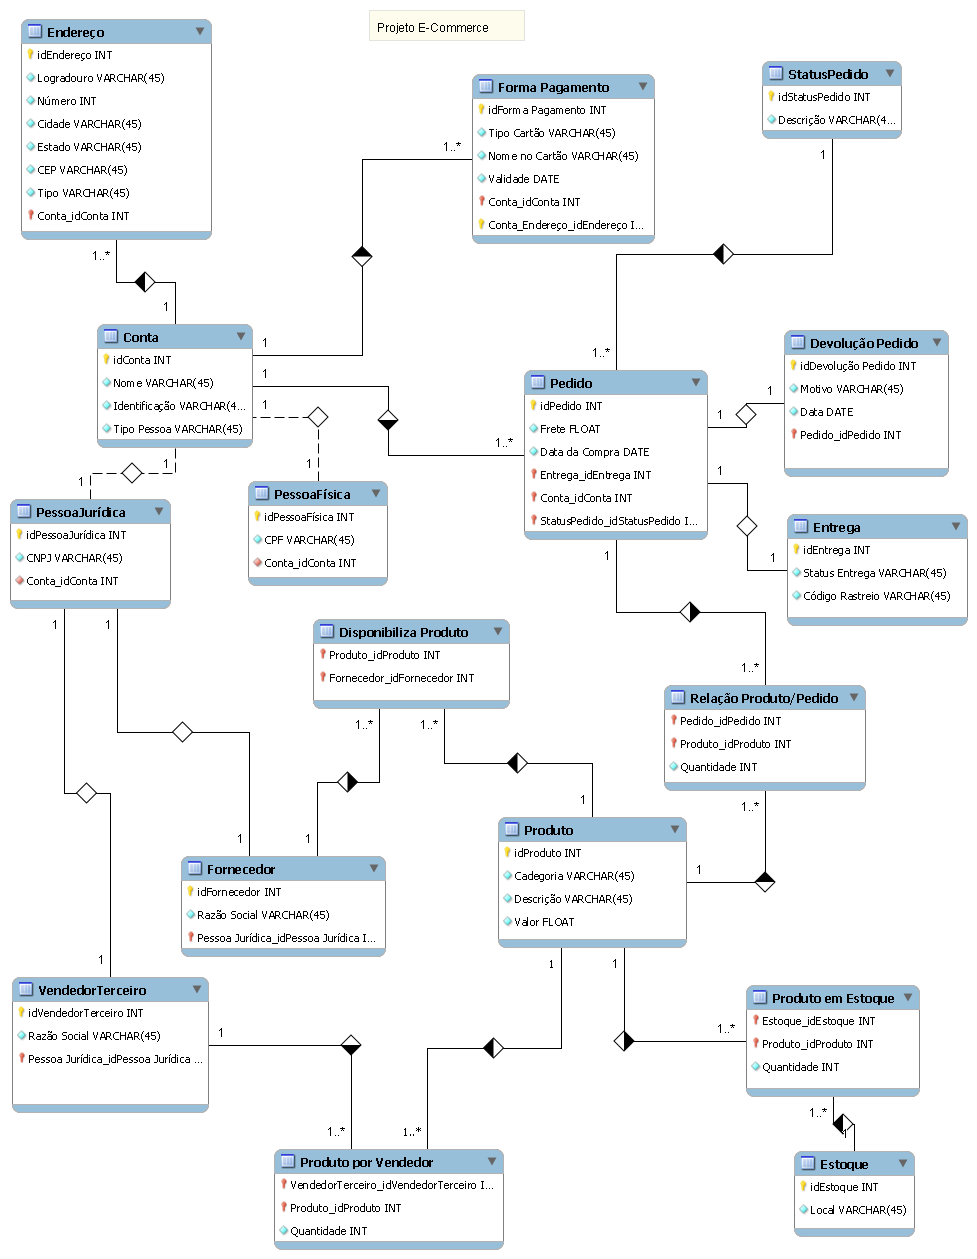 Projeto E-Commerce
Endereço
idEndereço INT
Logradouro VARCHAR(45)
Número INT
Cidade VARCHAR(45)
Estado VARCHAR(45)
CEP VARCHAR(45)
Tipo VARCHAR(45)
Conta_idConta INT
1..*
1
Forma Pagamento
idForma Pagamento INT
Tipo Cartão VARCHAR(45)
Nome no Cartão VARCHAR(45)
Validade DATE
Conta_idConta INT
Conta_Endereço_idEndereço I...
1..*
1
StatusPedido
idStatusPedido INT
Descrição VARCHAR(4...
1
1..*
Conta
idConta INT
Nome VARCHAR(45)
Identificação VARCHAR(4...
Tipo Pessoa VARCHAR(45)
1
1..*
1
1
1
1
Pedido
idPedido INT
Frete FLOAT
Data da Compra DATE
Entrega_idEntrega INT
Conta_idConta INT
StatusPedido_idStatusPedido I...
1
1
1
1
1
1..*
Devolução Pedido
idDevolução Pedido INT
Motivo VARCHAR(45)
Data DATE
Pedido_idPedido INT
PessoaJurídica
idPessoaJurídica INT
CNPJ VARCHAR(45)
Conta_idConta INT
1
1
PessoaFísica
idPessoaFísica INT
CPF VARCHAR(45)
Conta_idConta INT
Entrega
idEntrega INT
Status Entrega VARCHAR(45)
Código Rastreio VARCHAR(45)
Disponibiliza Produto
Produto_idProduto INT
Fornecedor_idFornecedor INT
1..*
1..*
1
1
1
Relação Produto/Pedido
Pedido_idPedido INT
Produto_idProduto INT
Quantidade INT
1..*
1
Produto
idProduto INT
Cadegoria VARCHAR(45)
Descrição VARCHAR(45)
Valor FLOAT
1
1
Fornecedor
idFornecedor INT
Razão Social VARCHAR(45)
Pessoa Jurídica_idPessoa Jurídica I...
1
VendedorTerceiro
idVendedorTerceiro INT
Razão Social VARCHAR(45)
Pessoa Jurídica_idPessoa Jurídica ...
1
1..*
1..*
1..*
Produto em Estoque
Estoque_idEstoque INT
Produto_idProduto INT
Quantidade INT
1..*
1
Produto por Vendedor
VendedorTerceiro_idVendedorTerceiro I...
Produto_idProduto INT
Quantidade INT
Estoque
idEstoque INT
Local VARCHAR(45)